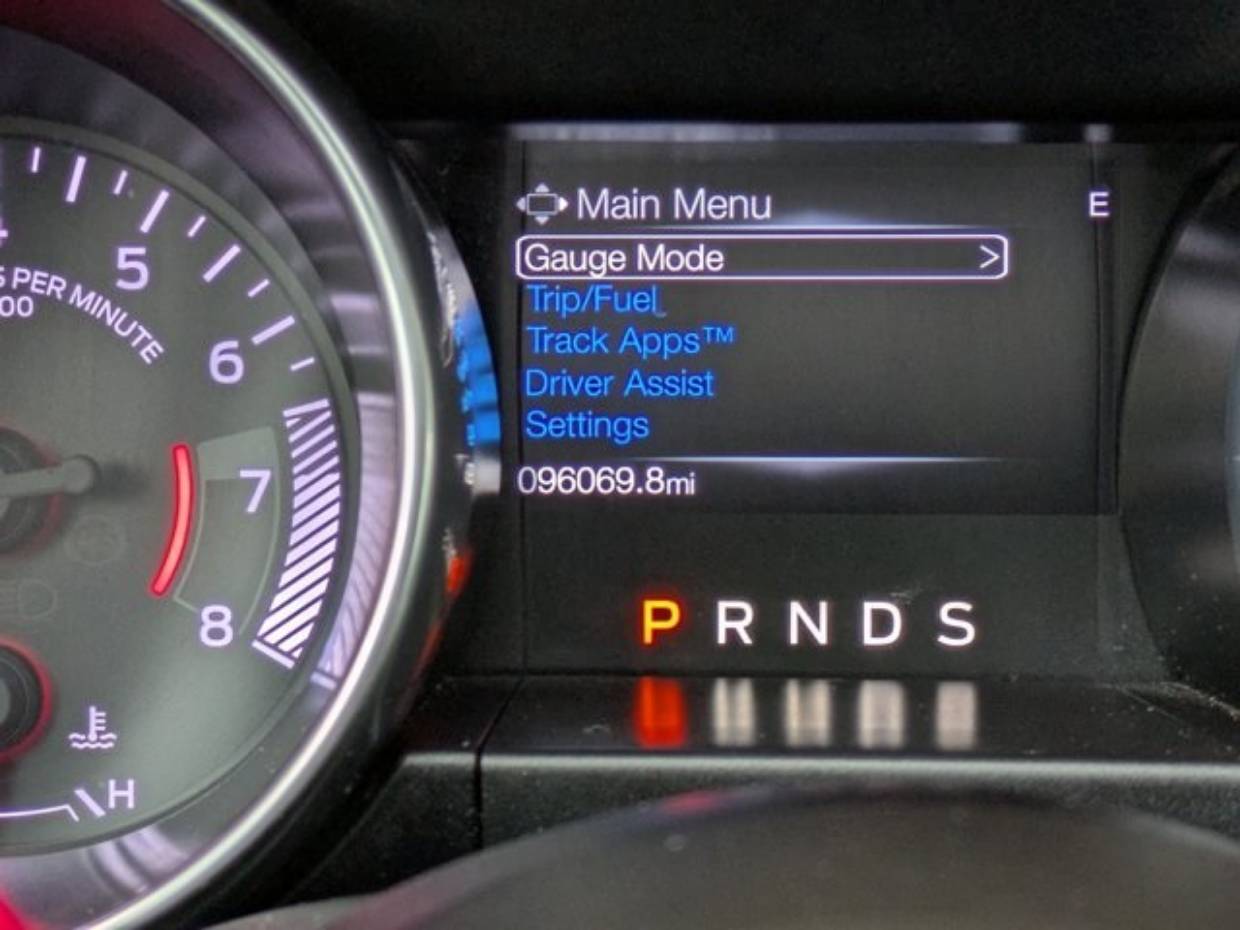 Main Menu
E
Gauge Mode >
Trip/Fuel
Track Apps™
Driver Assist
Settings
096069.8mi
P R N D S
5
6
7
8
PER MINUTE
00
H